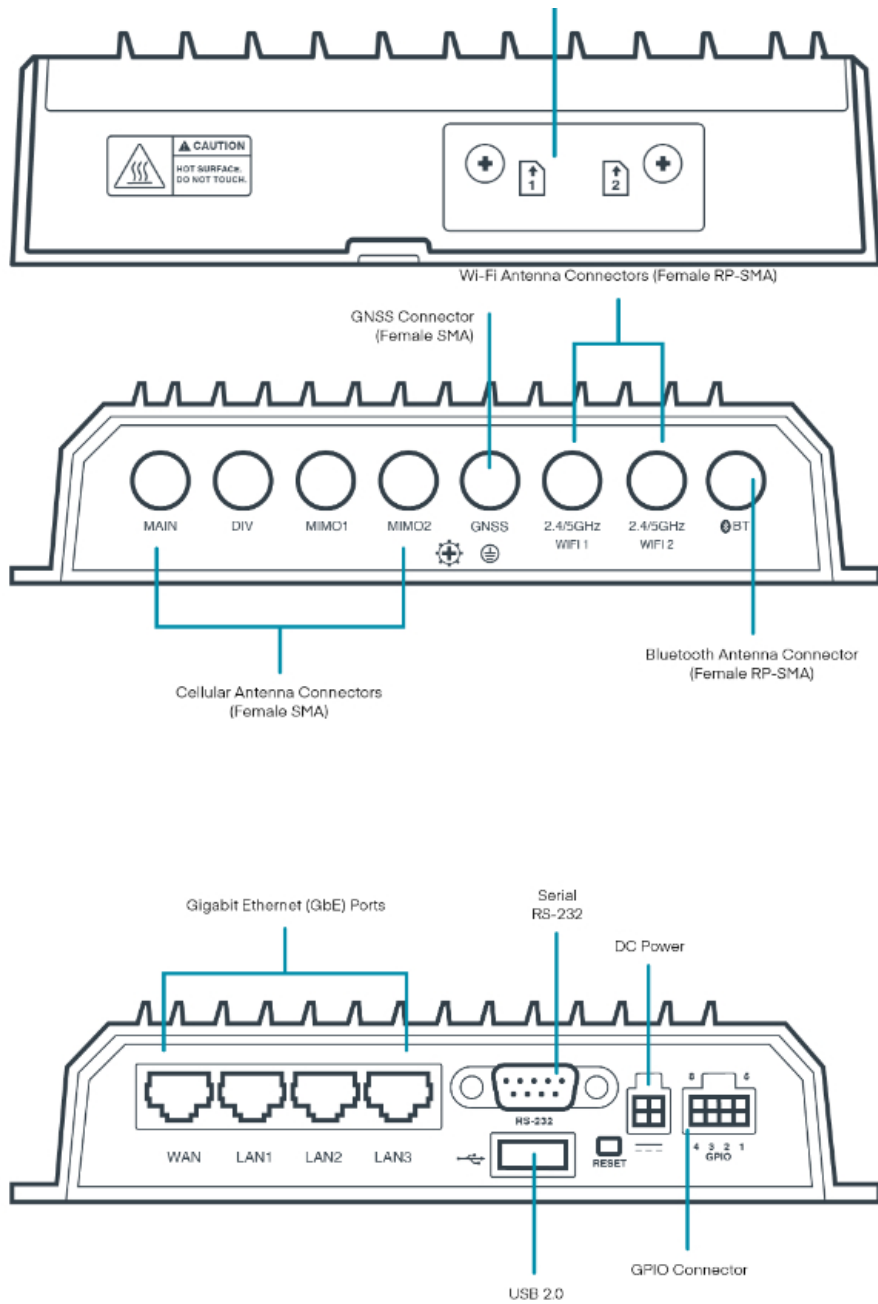 CAUTION
HOT SURFACE.
DO NOT TOUCH.
1
2
Wi-Fi Antenna Connectors (Female RP-SMA)
GNSS Connector
(Female SMA)
MAIN
DIV
MIMO1
MIMO2
GNSS
2.4/5GHz
WIFI 1
2.4/5GHz
WIFI 2
BT
Bluetooth Antenna Connector
(Female RP-SMA)
Cellular Antenna Connectors
(Female SMA)
Gigabit Ethernet (GbE) Ports
Serial
RS-232
DC Power
WAN
LAN1
LAN2
LAN3
RS-232
RESET
4 3 2 1
GPIO
GPIO Connector
USB 2.0